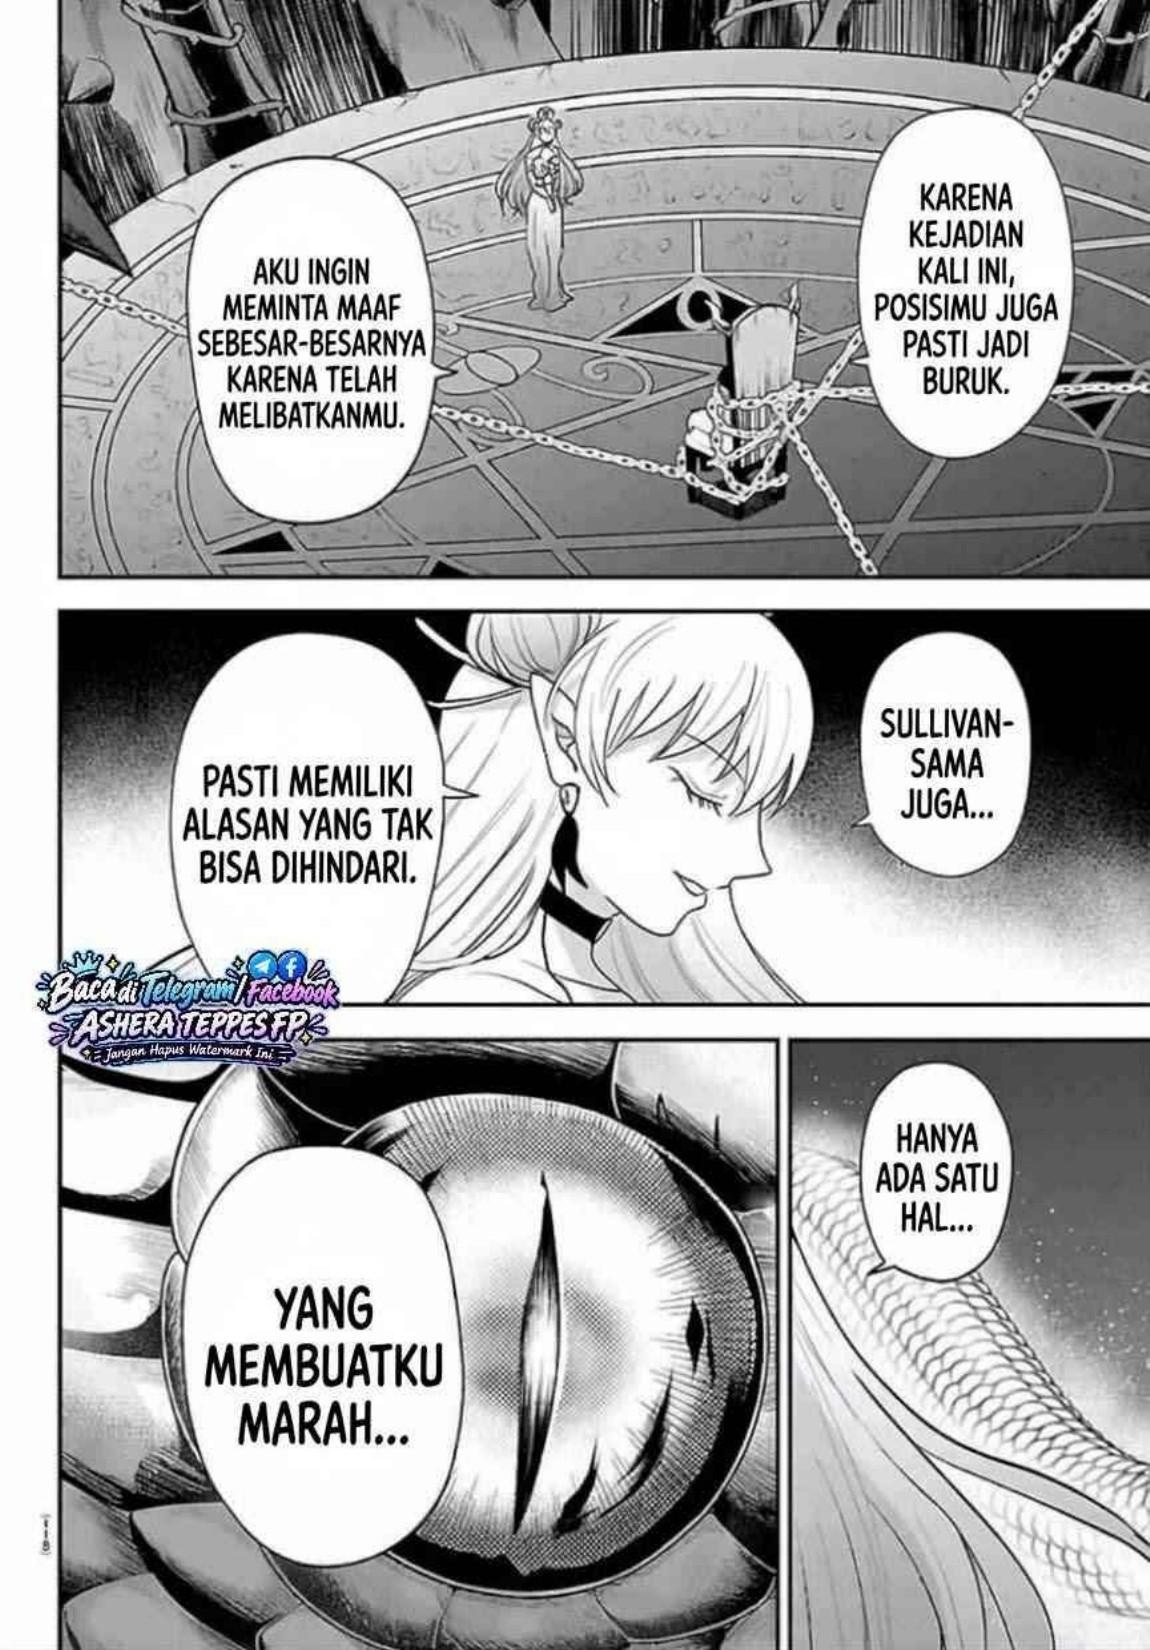 KARENA
KEJADIAN
KALI INI,
POSISIMU JUGA
PASTI JADI
BURUK.
AKU INGIN
MEMINTA MAAF
SEBESAR-BESARNYA
KARENA TELAH
MELIBATKANMU.
SULLIVAN-
SAMA
JUGA...
PASTI MEMILIKI
ALASAN YANG TAK
BISA DIHINDARI.
Baca di Telegram/Facebook
ASHERA TEPPES FP
Jangan Hapus Watermark Ini
HANYA
ADA SATU
HAL...
YANG
MEMBUATKU
MARAH...